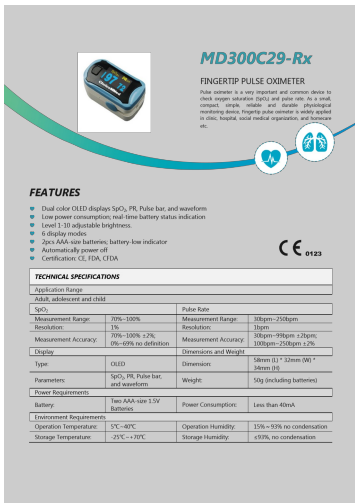 MD300C29-Rx
FINGERTIP PULSE OXIMETER
Pulse oximeter is a very important and common device to
check oxygen saturation (SpO₂) and pulse rate. As a small,
compact, simple, reliable and durable physiological
monitoring device, Fingertip pulse oximeter is widely applied
in clinic, hospital, social medical organization, and homecare
etc.
FEATURES
Dual color OLED displays SpO₂, PR, Pulse bar, and waveform
Low power consumption; real-time battery status indication
Level 1-10 adjustable brightness.
6 display modes
2pcs AAA-size batteries; battery-low indicator
Automatically power off
Certification: CE, FDA, CFDA
CE 0123
TECHNICAL SPECIFICATIONS
Application Range
Adult, adolescent and child
SpO₂ Pulse Rate
Measurement Range: 70%~100% Measurement Range: 30bpm~250bpm
Resolution: 1% Resolution: 1bpm
Measurement Accuracy: 70%~100% ±2%; Measurement Accuracy: 30bpm~99bpm ±2bpm;
0%~69% no definition 100bpm~250bpm ±2%
Display Dimensions and Weight
Type: OLED Dimension: 58mm (L) * 32mm (W) *
34mm (H)
Parameters: SpO₂, PR, Pulse bar, Weight: 50g (including batteries)
and waveform
Power Requirements
Battery: Two AAA-size 1.5V Power Consumption: Less than 40mA
Batteries
Environment Requirements
Operation Temperature: 5℃~40℃ Operation Humidity: 15%~93% no condensation
Storage Temperature: -25℃~+70℃ Storage Humidity: ≤93%, no condensation